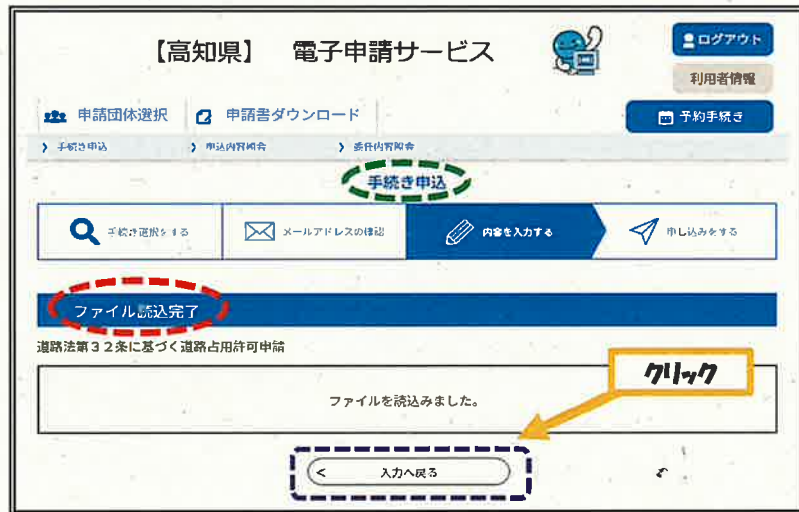 【高知県】 電子申請サービス
ログアウト
利用者情報
申請団体選択 申請書ダウンロード
予約手続き
手続き申込 申込内容照会 委任内容照会
手続き申込
手続き選択をする
メールアドレスの確認
内容を入力する
申し込みをする
ファイル読込完了
道路法第32条に基づく道路占用許可申請
クリック
ファイルを読込みました。
< 入力へ戻る